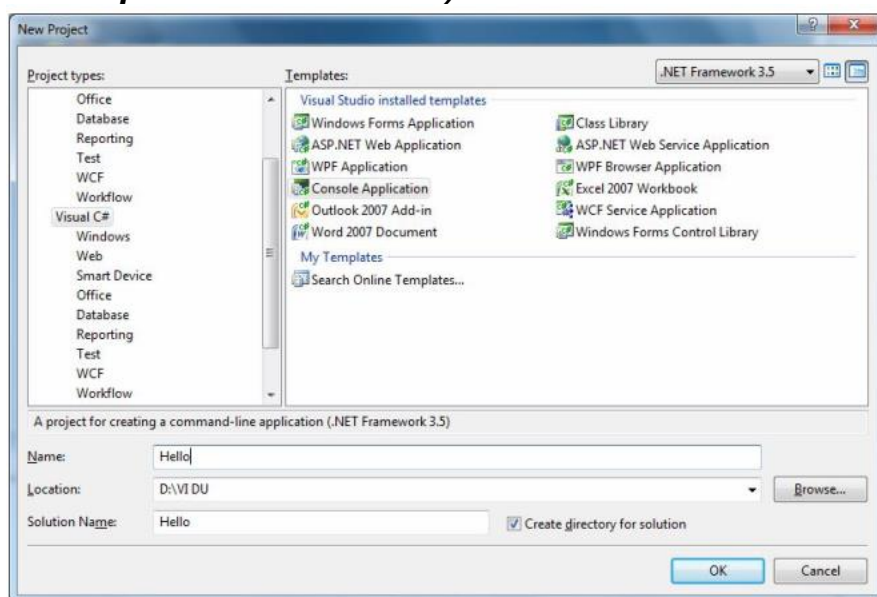 New Project
Project types:
Templates:
.NET Framework 3.5
Office
Database
Reporting
Test
WCF
Workflow
Visual C#
Windows
Web
Smart Device
Office
Database
Reporting
Test
WCF
Workflow
Visual Studio installed templates
Windows Forms Application
ASP.NET Web Application
WPF Application
Console Application
Outlook 2007 Add-in
Word 2007 Document
Class Library
ASP.NET Web Service Application
WPF Browser Application
Excel 2007 Workbook
WCF Service Application
Windows Forms Control Library
My Templates
Search Online Templates...
A project for creating a command-line application (.NET Framework 3.5)
Name:
Hello
Location:
D:\VI DU
Browse...
Solution Name:
Hello
Create directory for solution
OK
Cancel